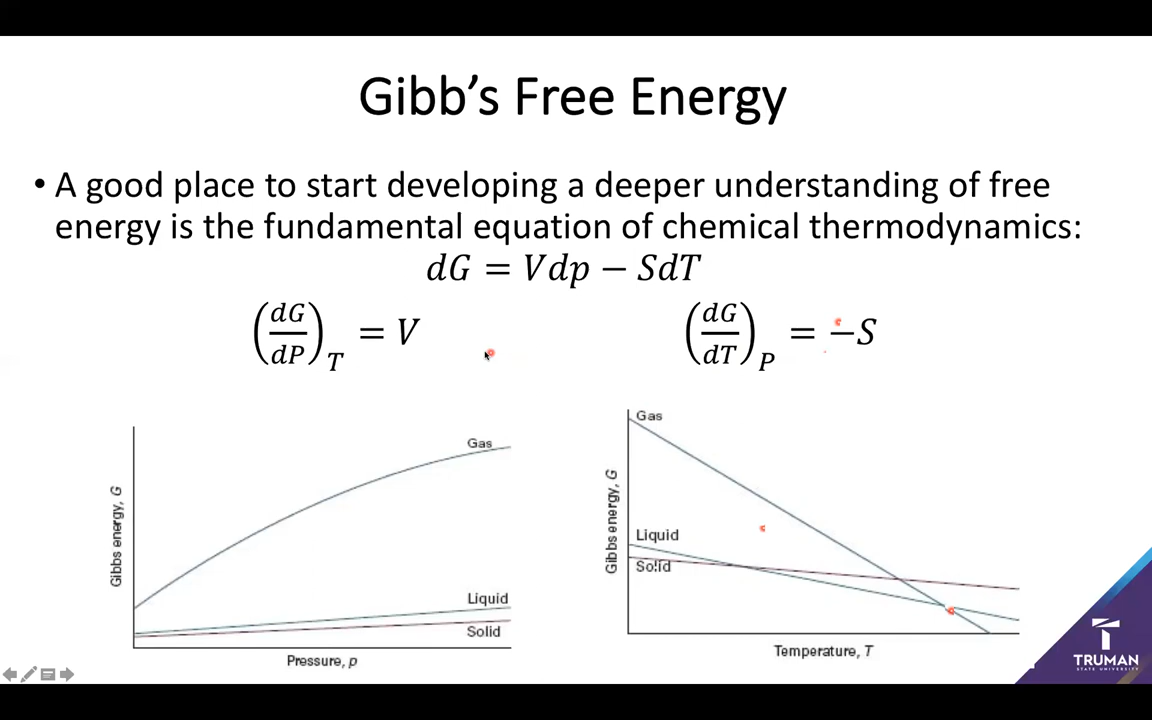 Gibb's Free Energy
• A good place to start developing a deeper understanding of free
energy is the fundamental equation of chemical thermodynamics:
dG = Vdp − SdT
(dG/dP)_T = V
(dG/dT)_P = −S
Gibbs energy, G
Gas
Liquid
Solid
Pressure, p
Gibbs energy, G
Gas
Liquid
Solid
Temperature, T
TRUMAN
STATE UNIVERSITY